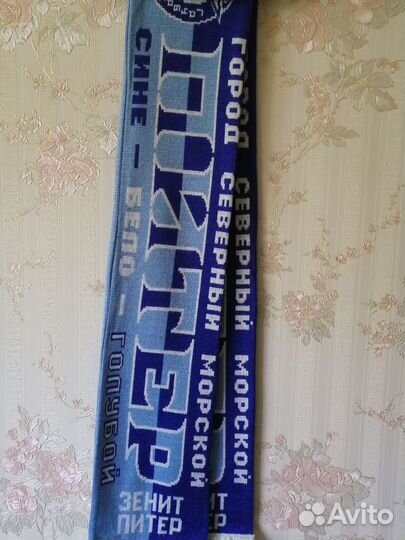 ПИТЕР
СИНЕ — БЕЛО — ГОЛУБОЙ
ГОРОД СЕВЕРНЫЙ МОРСКОЙ
СЕВЕРНЫЙ МОРСКОЙ
ЗЕНИТ
ПИТЕР
ИТ
ЕР
Avito